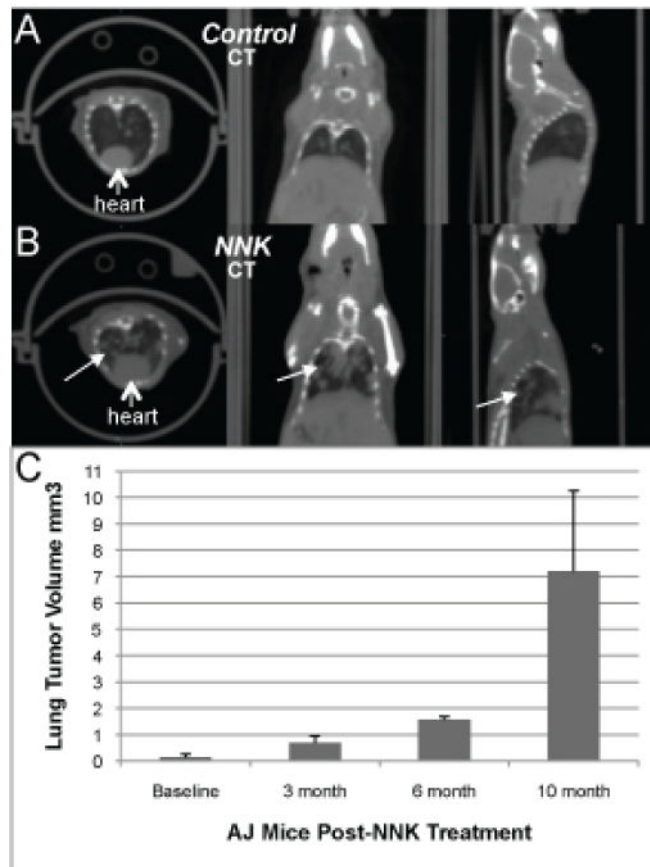 A
Control
CT
heart
B
NNK
CT
heart
C
Lung Tumor Volume mm3
11
10
9
8
7
6
5
4
3
2
1
0
Baseline
3 month
6 month
10 month
AJ Mice Post-NNK Treatment